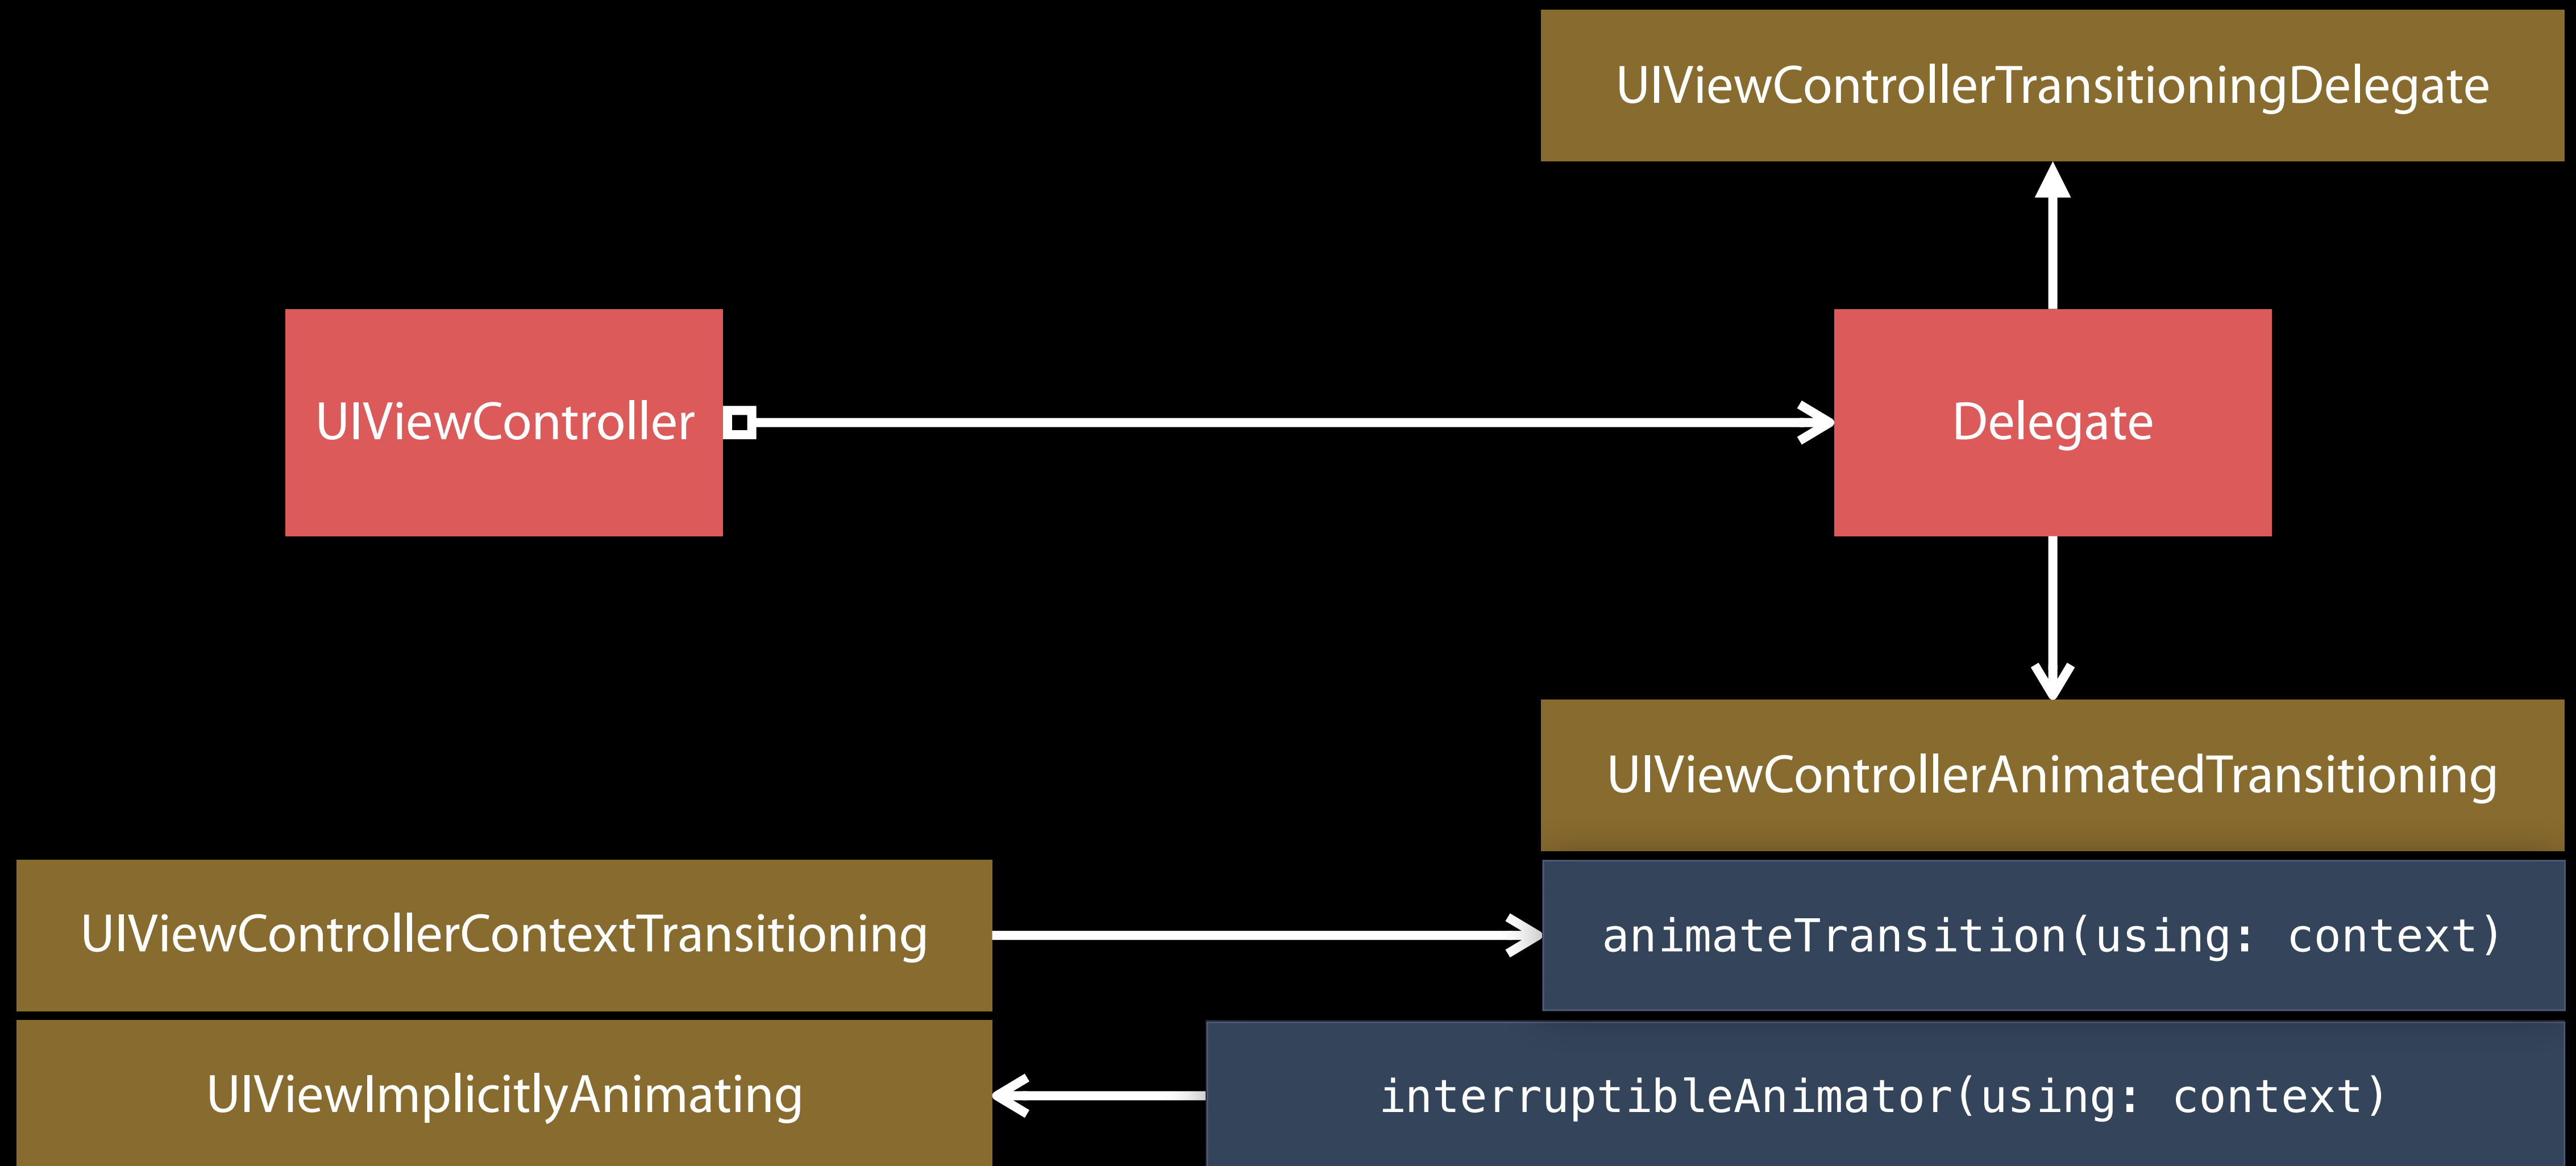 UIViewControllerTransitioningDelegate
UIViewController
Delegate
UIViewControllerAnimatedTransitioning
UIViewControllerContextTransitioning
animateTransition(using: context)
UIViewImplicitlyAnimating
interruptibleAnimator(using: context)